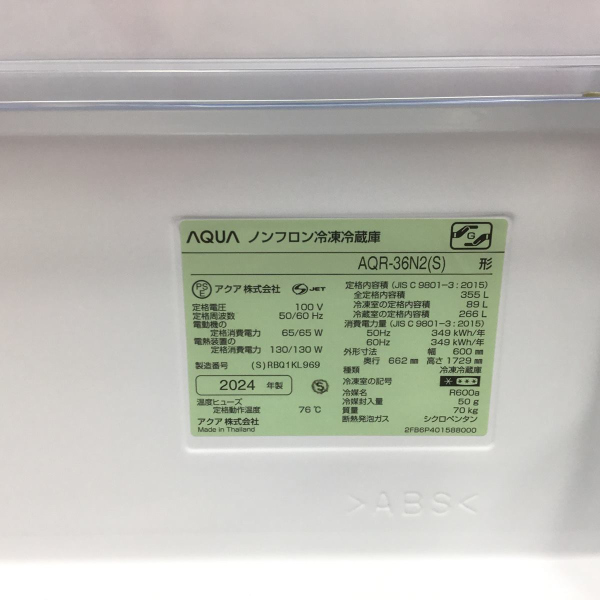 AQUA ノンフロン冷凍冷蔵庫
G
AQR-36N2(S) 形
PS E アクア株式会社 S JET
定格電圧 100 V
定格周波数 50/60 Hz
電動機の
定格消費電力 65/65 W
電熱装置の
定格消費電力 130/130 W
製造番号 (S)RBQ1KL969
2024 年製
温度ヒューズ
定格動作温度 76℃
アクア株式会社
Made in Thailand
定格内容積 (JIS C 9801-3:2015)
全定格内容積 355 L
冷凍室の定格内容積 89 L
冷蔵室の定格内容積 266 L
消費電力量 (JIS C 9801-3:2015)
50Hz 349 kWh/年
60Hz 349 kWh/年
外形寸法 幅 600 mm
奥行 662 mm 高さ 1729 mm
種類 冷凍冷蔵庫
冷凍室の記号
冷媒名 R600a
冷媒封入量 50 g
質量 70 kg
断熱発泡ガス シクロペンタン
2FB6P401588000
>ABS<